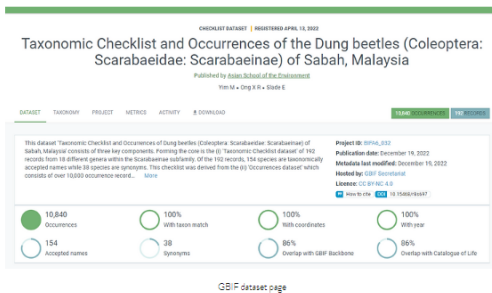 CHECKLIST DATASET | REGISTERED APRIL 13, 2022
Taxonomic Checklist and Occurrences of the Dung beetles (Coleoptera:
Scarabaeidae: Scarabaeinae) of Sabah, Malaysia
Published by Asian School of the Environment
Yim M • Ong X R • Slade E
DATASET TAXONOMY PROJECT METRICS ACTIVITY DOWNLOAD
10,840 OCCURRENCES 192 RECORDS
This dataset 'Taxonomic Checklist and Occurrences of Dung beetles (Coleoptera: Scarabaeidae: Scarabaeinae) of
Sabah, Malaysia consists of three key components. Forming the core is the (i) 'Taxonomic Checklist dataset' of 192
records from 18 different genera within the Scarabaeinae subfamily. Of the 192 records, 154 species are taxonomically
accepted names while 38 species are synonyms. This checklist was derived from the (ii) 'Occurrences dataset' which
consists of over 10,000 occurrence record... More
Project ID: BIFA6_032
Publication date: December 19, 2022
Metadata last modified: December 19, 2022
Hosted by: GBIF Secretariat
License: CC BY-NC 4.0
How to cite DOI
10,840
Occurrences
100%
With taxon match
100%
With coordinates
100%
With year
154
Accepted names
38
Synonyms
86%
Overlap with GBIF Backbone
86%
Overlap with Catalogue of Life
GBIF dataset page